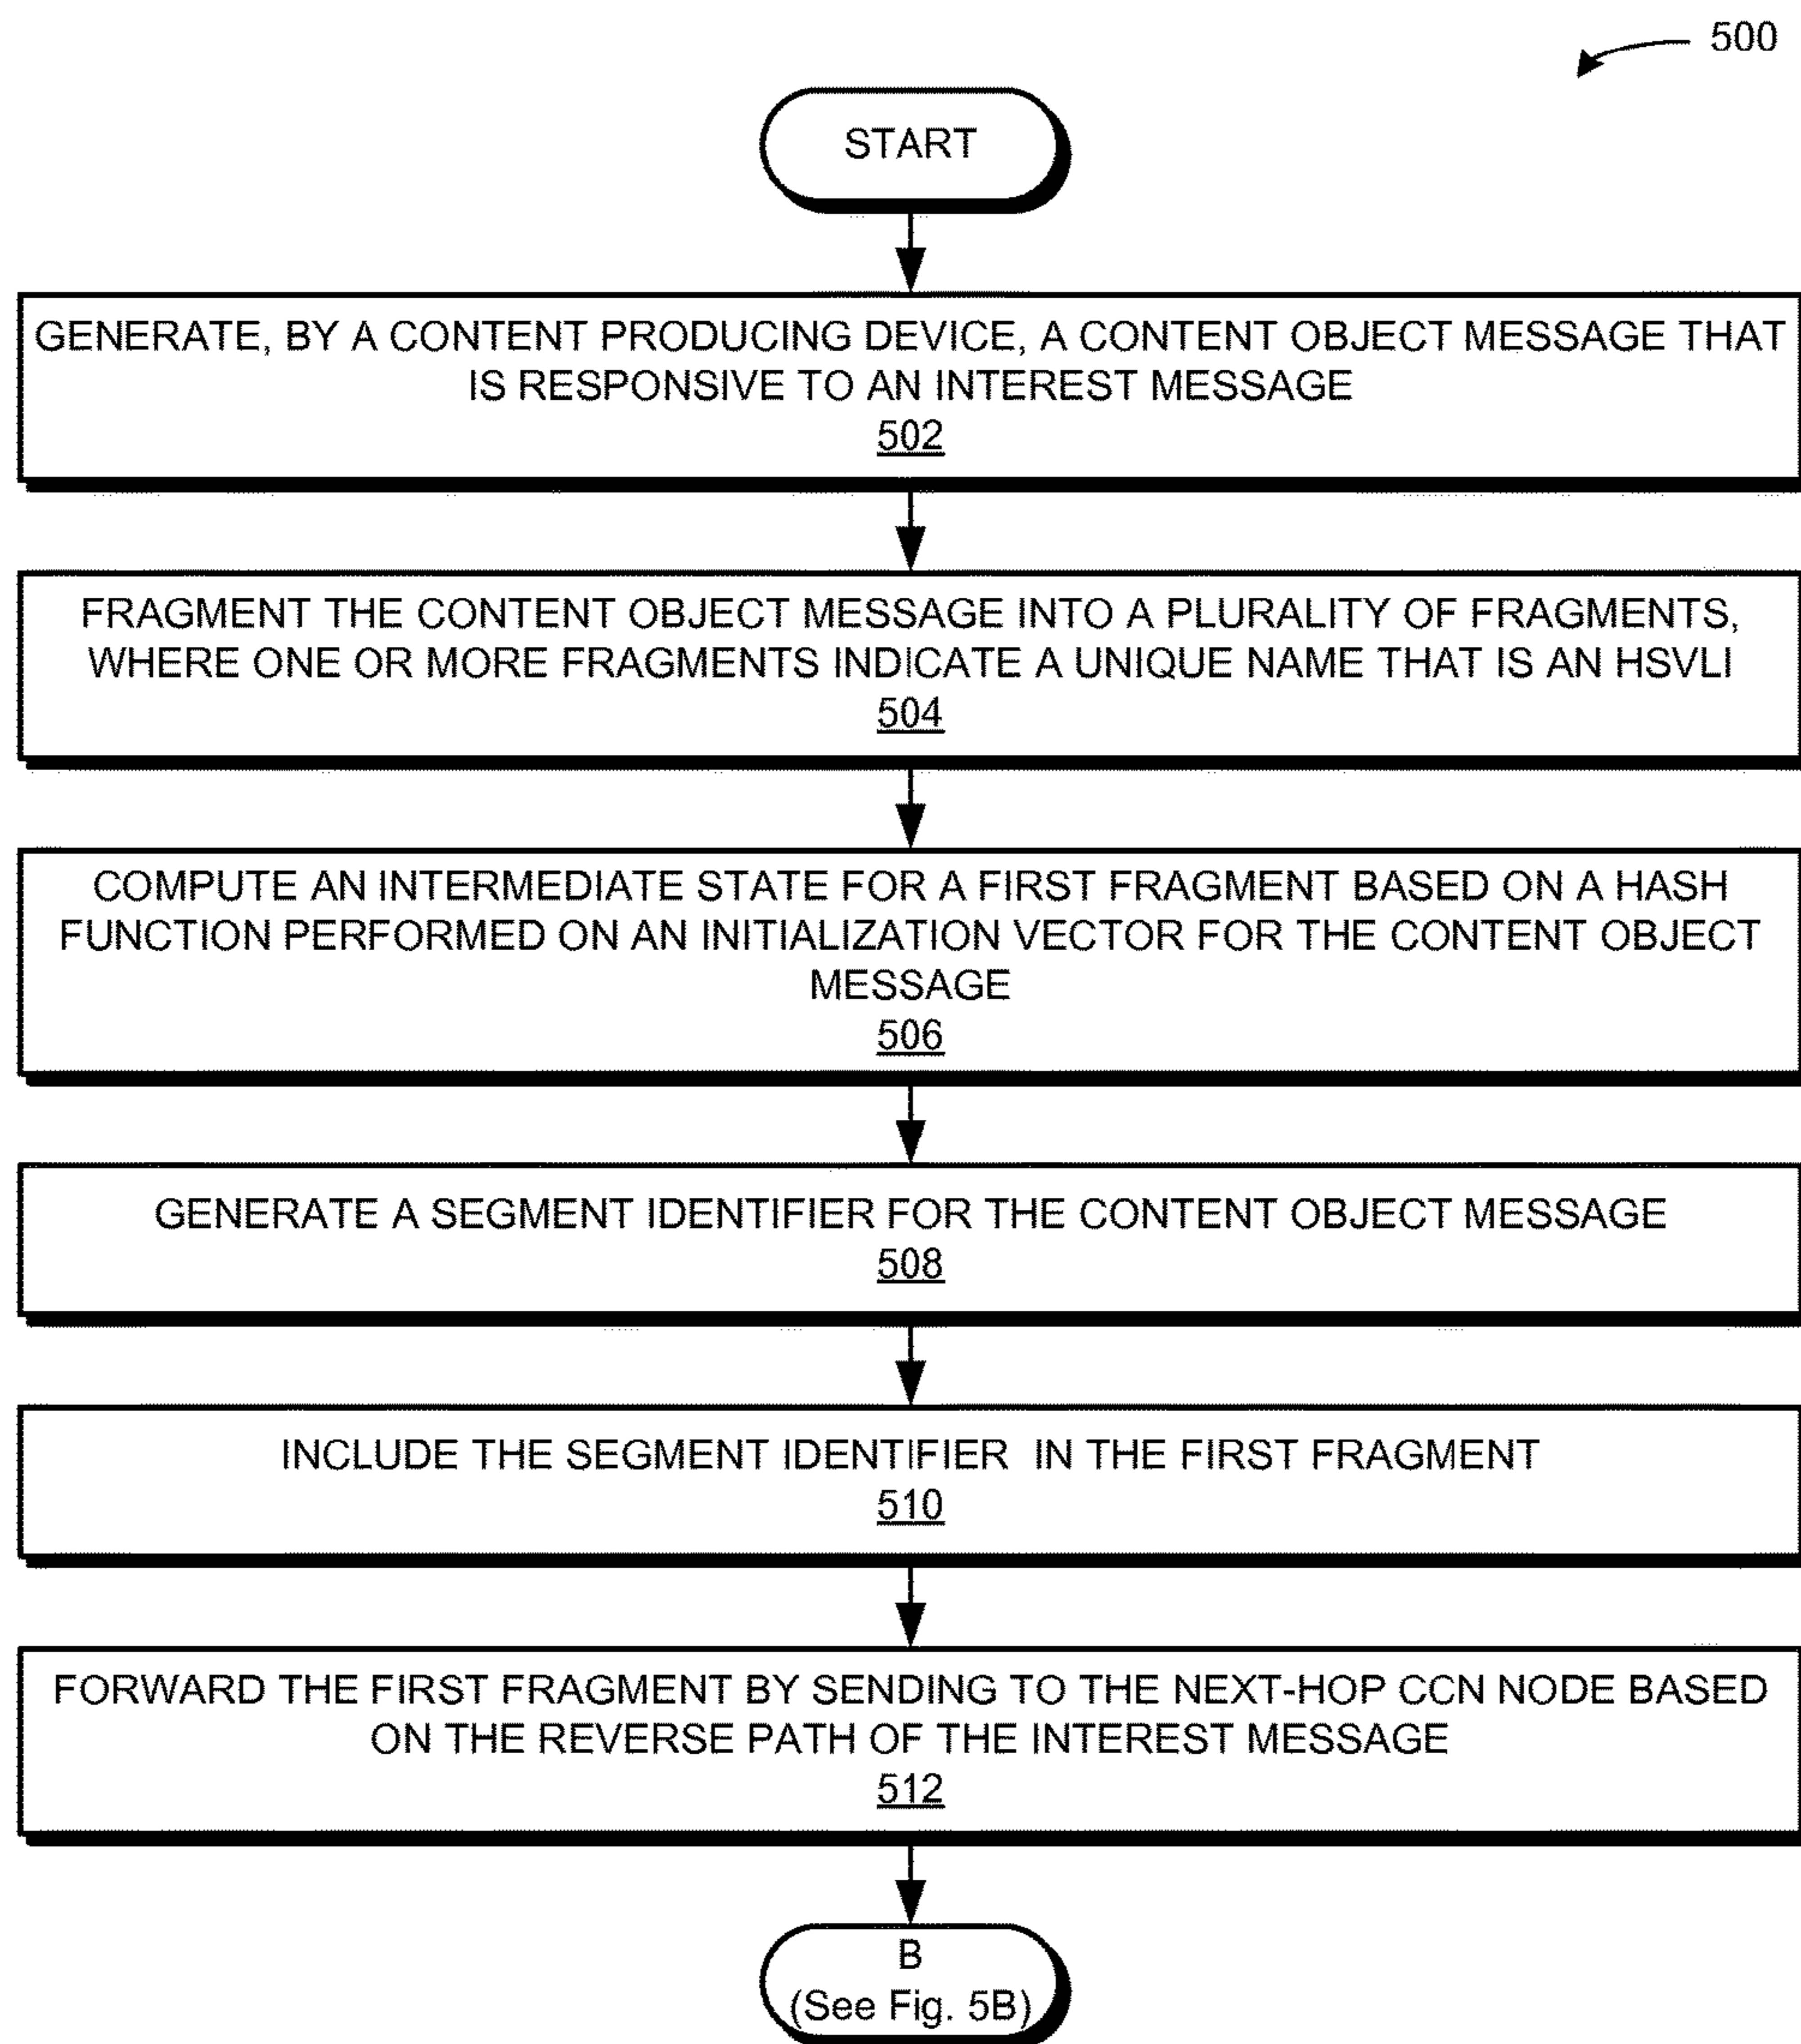 500
START
GENERATE, BY A CONTENT PRODUCING DEVICE, A CONTENT OBJECT MESSAGE THAT
IS RESPONSIVE TO AN INTEREST MESSAGE
502
FRAGMENT THE CONTENT OBJECT MESSAGE INTO A PLURALITY OF FRAGMENTS,
WHERE ONE OR MORE FRAGMENTS INDICATE A UNIQUE NAME THAT IS AN HSVLI
504
COMPUTE AN INTERMEDIATE STATE FOR A FIRST FRAGMENT BASED ON A HASH
FUNCTION PERFORMED ON AN INITIALIZATION VECTOR FOR THE CONTENT OBJECT
MESSAGE
506
GENERATE A SEGMENT IDENTIFIER FOR THE CONTENT OBJECT MESSAGE
508
INCLUDE THE SEGMENT IDENTIFIER IN THE FIRST FRAGMENT
510
FORWARD THE FIRST FRAGMENT BY SENDING TO THE NEXT-HOP CCN NODE BASED
ON THE REVERSE PATH OF THE INTEREST MESSAGE
512
B
(See Fig. 5B)